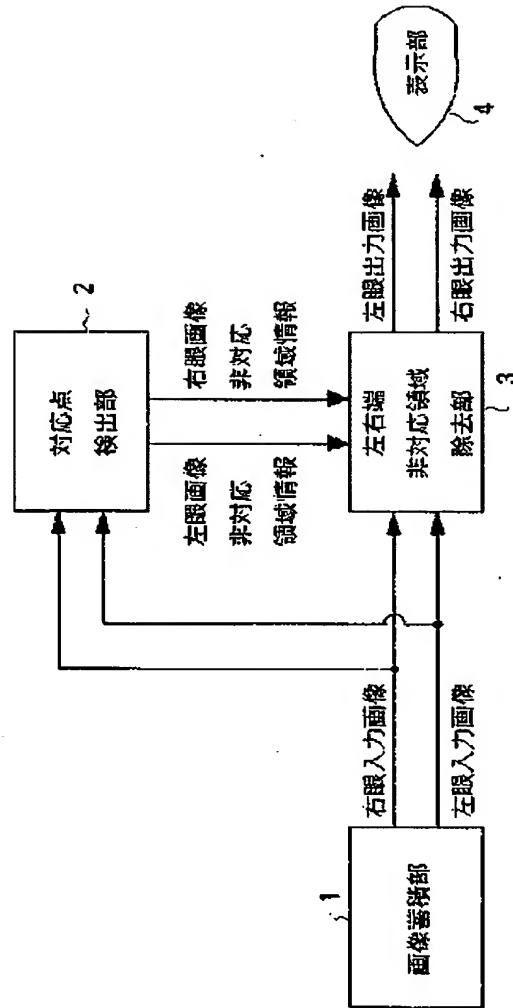 1
画像蓄積部
右眼入力画像
左眼入力画像
2
対応点
検出部
左眼画像
非対応
領域情報
右眼画像
非対応
領域情報
左右端
非対応領域
除去部
3
左眼出力画像
右眼出力画像
表示部
4